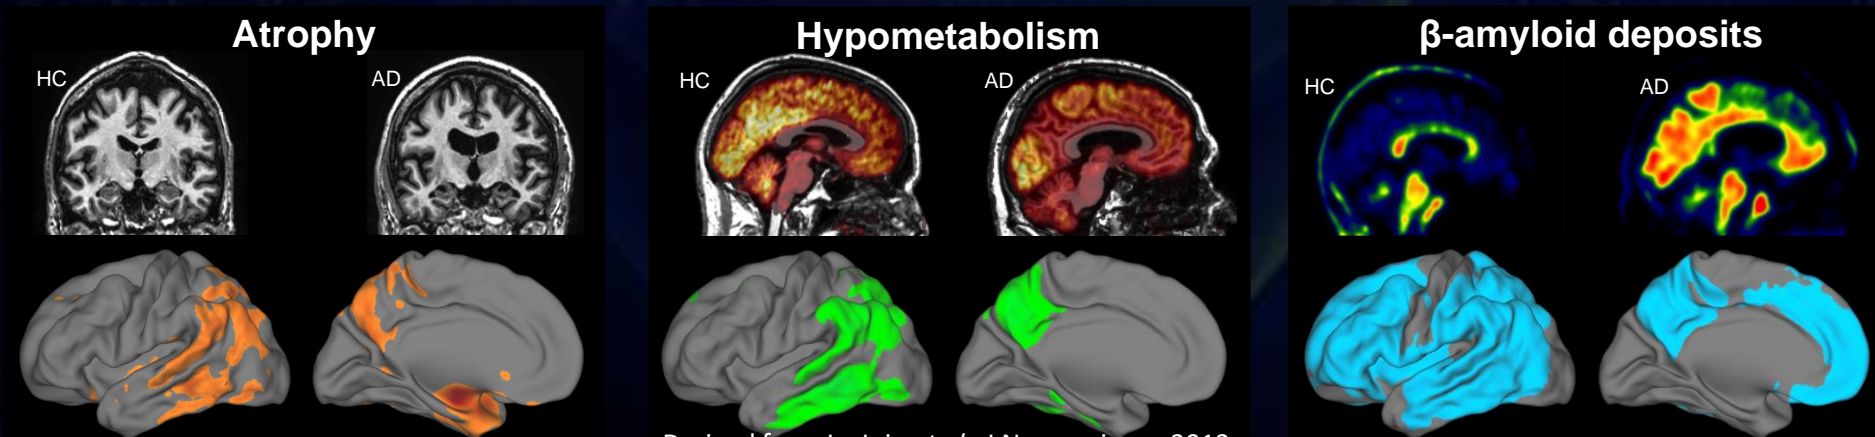 Atrophy
HC
AD
Hypometabolism
HC
AD
β-amyloid deposits
HC
AD